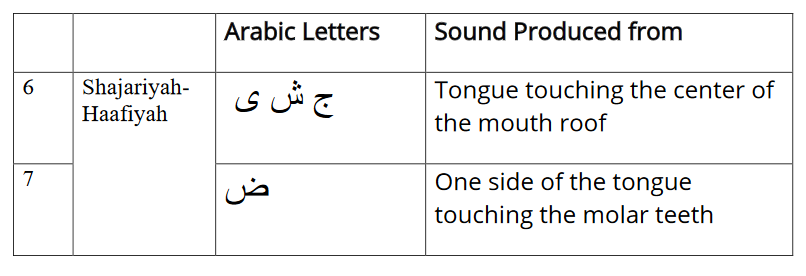 Arabic Letters Sound Produced from
6 Shajariyah- ج ش ى Tongue touching the center of
Haafiyah the mouth roof
7 ض One side of the tongue
touching the molar teeth